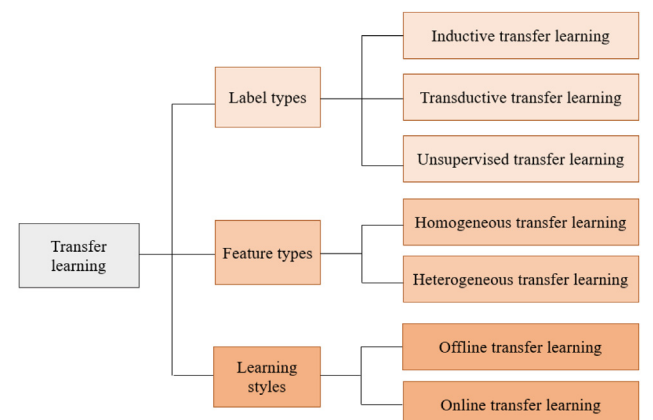 Inductive transfer learning
Label types
Transductive transfer learning
Unsupervised transfer learning
Transfer
learning
Homogeneous transfer learning
Feature types
Heterogeneous transfer learning
Learning
styles
Offline transfer learning
Online transfer learning